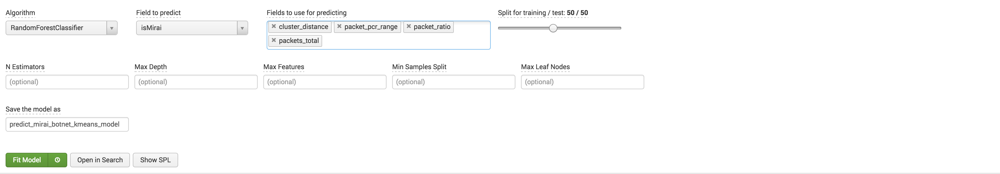 Algorithm
Field to predict
Fields to use for predicting
Split for training / test: 50 / 50
RandomForestClassifier
isMirai
cluster_distance
packet_pcr_range
packet_ratio
packets_total
N Estimators
Max Depth
Max Features
Min Samples Split
Max Leaf Nodes
(optional)
(optional)
(optional)
(optional)
(optional)
Save the model as
predict_mirai_botnet_kmeans_model
Fit Model
Open in Search
Show SPL